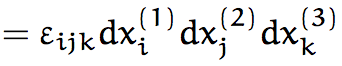 = ε_{ijk} dx_i^{(1)} dx_j^{(2)} dx_k^{(3)}